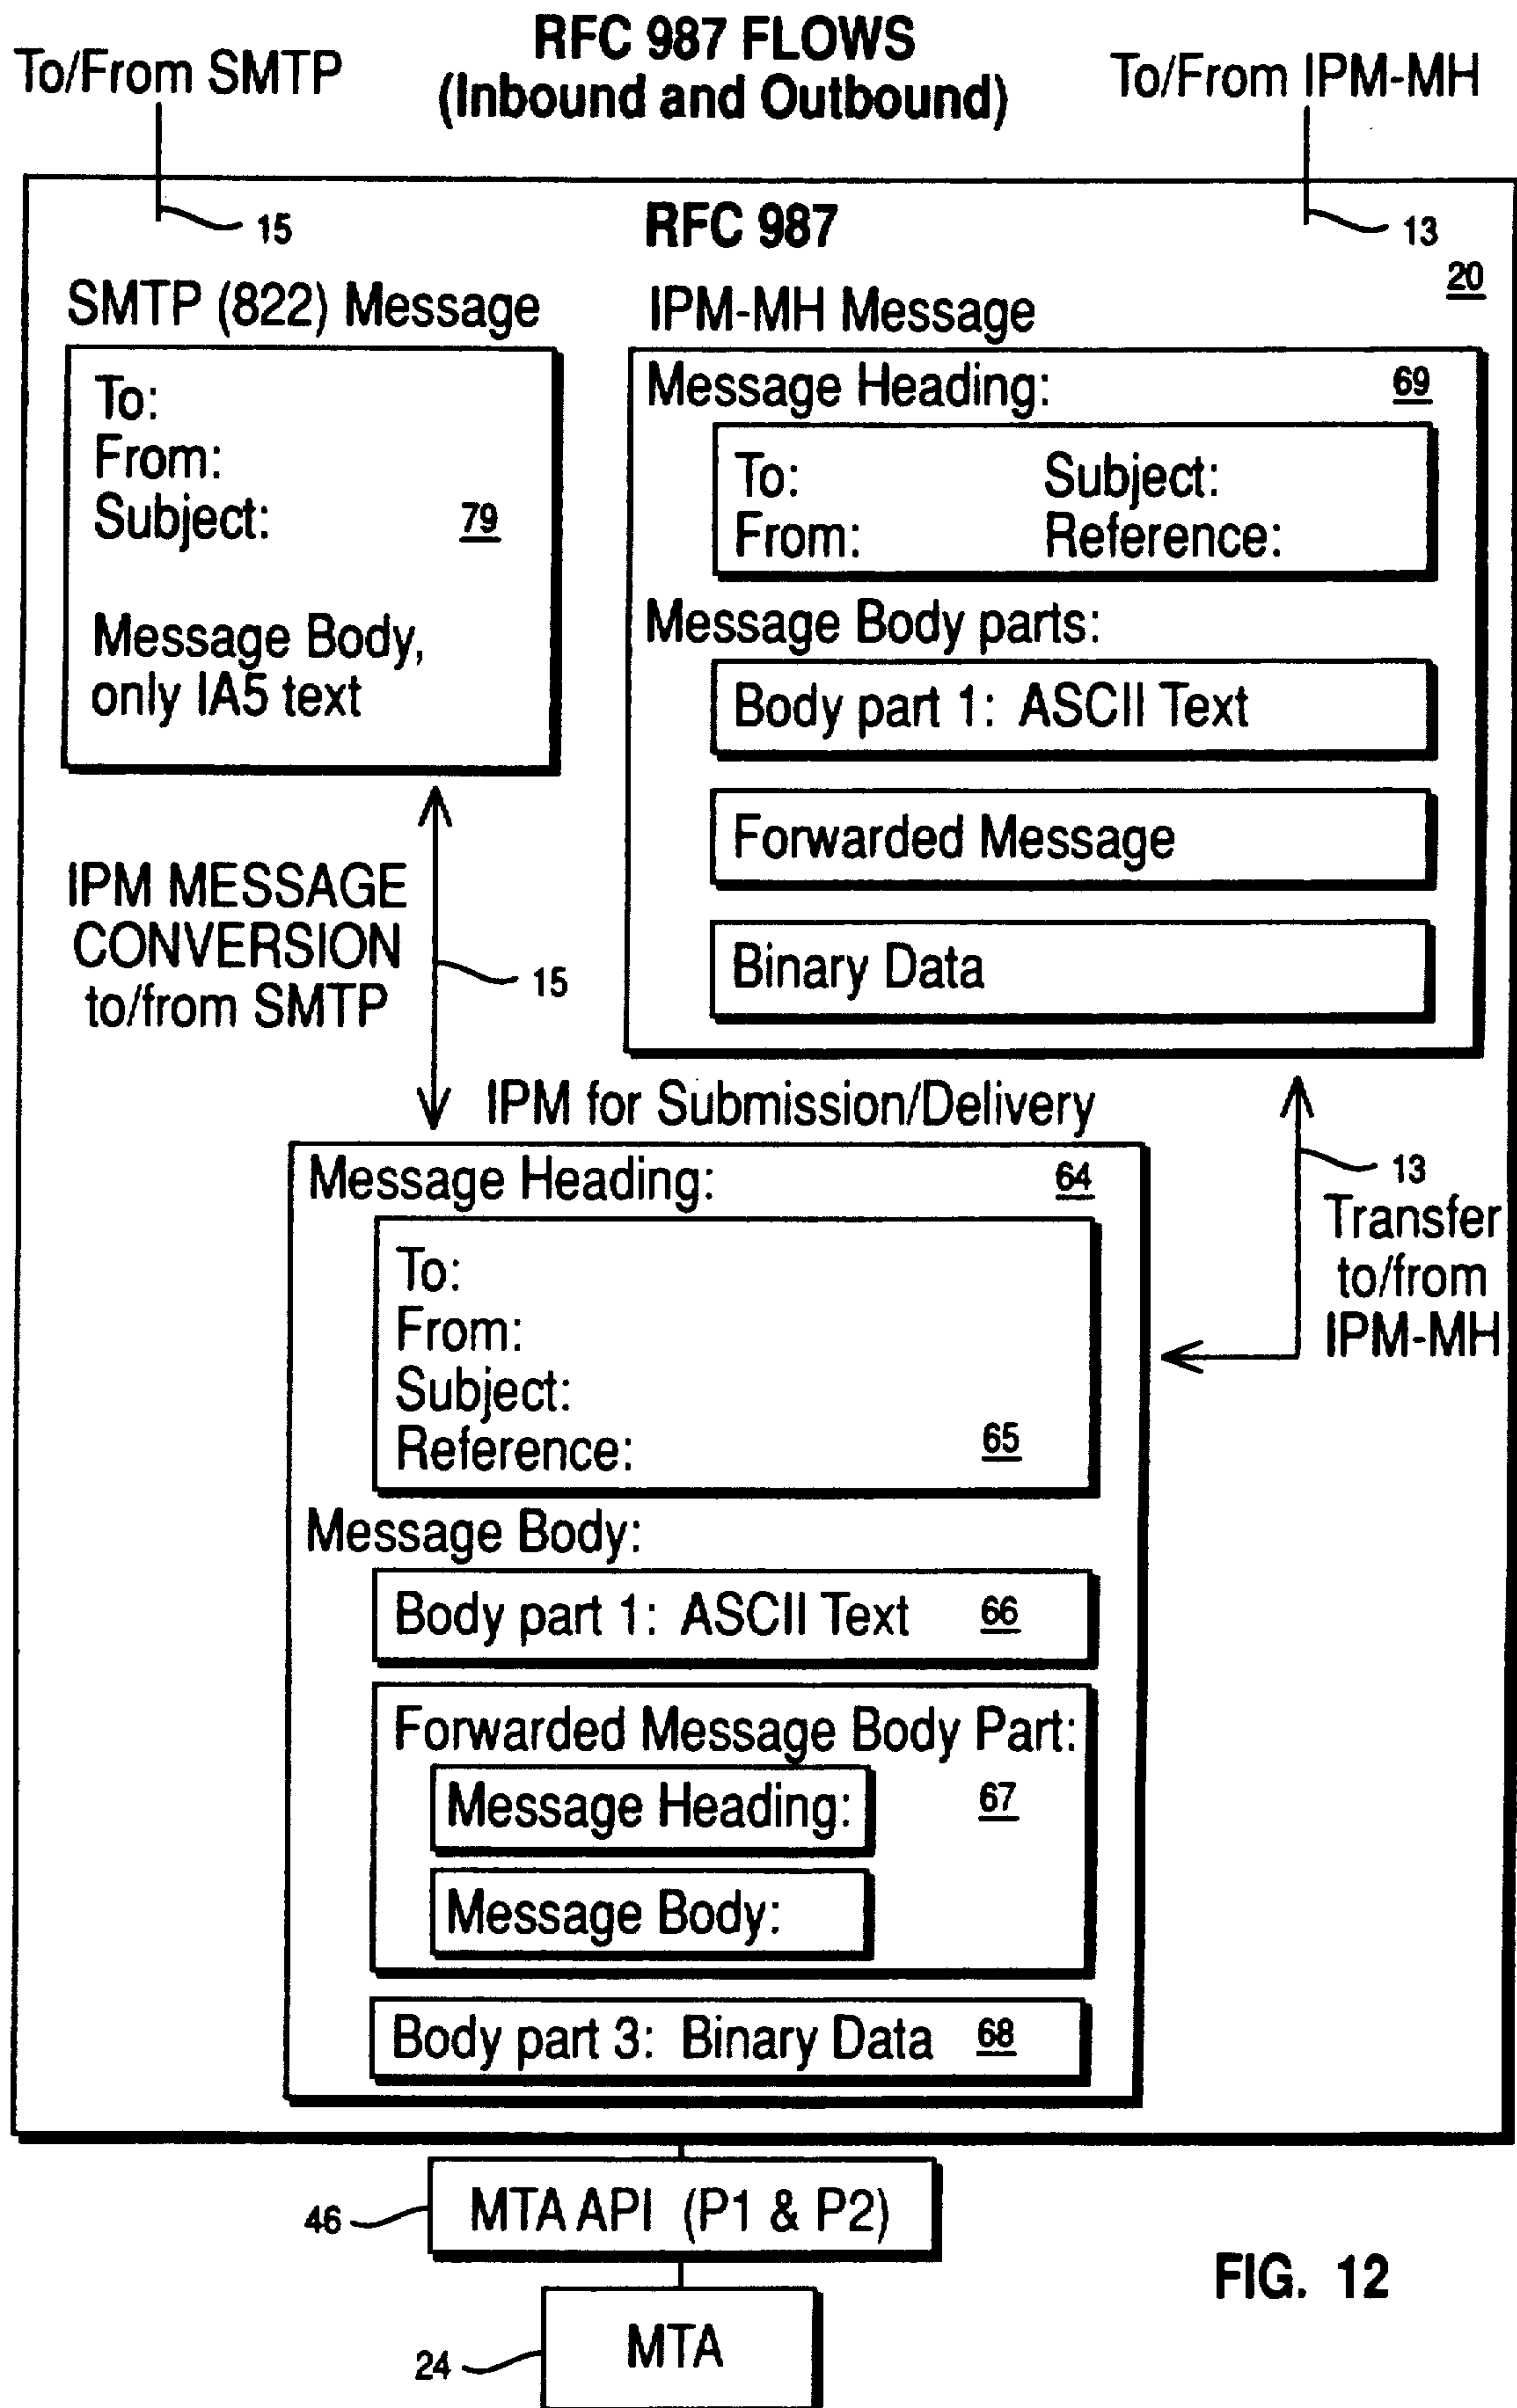 RFC 987 FLOWS
(Inbound and Outbound)
To/From SMTP
To/From IPM-MH
15
RFC 987
13
20
SMTP (822) Message
To:
From:
Subject:
79
Message Body,
only IA5 text
IPM-MH Message
Message Heading:
69
To:
Subject:
From:
Reference:
Message Body parts:
Body part 1: ASCII Text
Forwarded Message
Binary Data
IPM MESSAGE
CONVERSION
to/from SMTP
15
IPM for Submission/Delivery
Message Heading:
64
To:
From:
Subject:
Reference:
65
Message Body:
Body part 1: ASCII Text
66
Forwarded Message Body Part:
Message Heading:
67
Message Body:
Body part 3: Binary Data
68
13
Transfer
to/from
IPM-MH
46
MTA API (P1 & P2)
24
MTA
FIG. 12